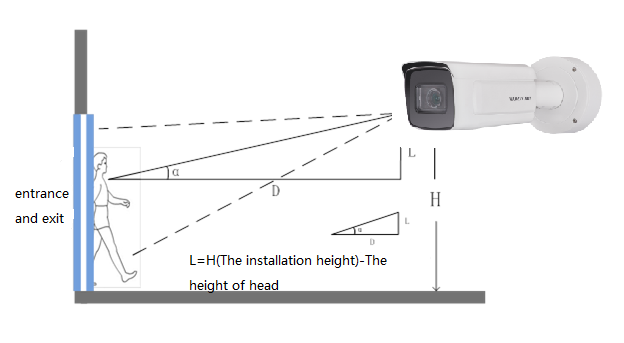 L
α
D
H
entrance
and exit
L
α
D
L=H(The installation height)-The
height of head